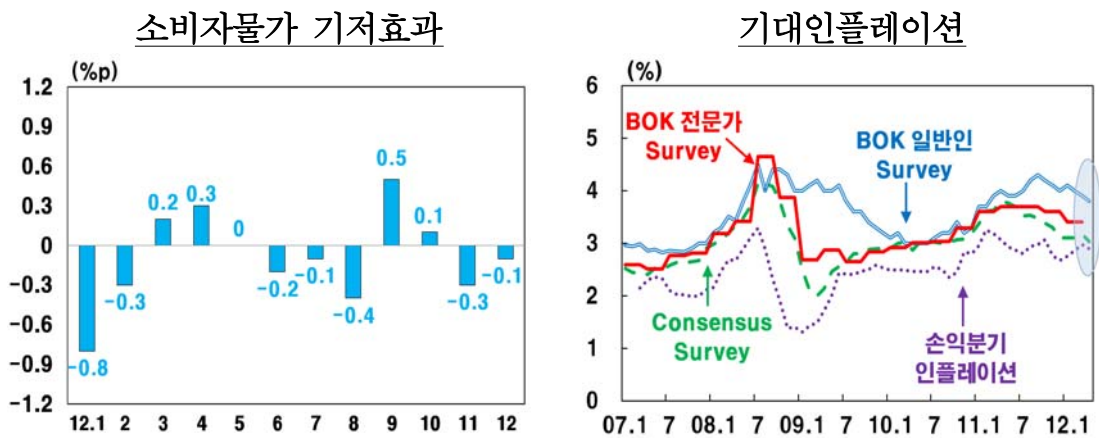 소비자물가 기저효과
(%p)
1.2
0.9
0.6
0.3
0
-0.3
-0.6
-0.9
-1.2
-0.8
-0.3
0.2
0.3
0
-0.2
-0.1
-0.4
0.5
0.1
-0.3
-0.1
12.1 2 3 4 5 6 7 8 9 10 11 12
기대인플레이션
(%)
6
5
4
3
2
1
0
BOK 전문가
Survey
BOK 일반인
Survey
Consensus
Survey
손익분기
인플레이션
07.1 7 08.1 7 09.1 7 10.1 7 11.1 7 12.1